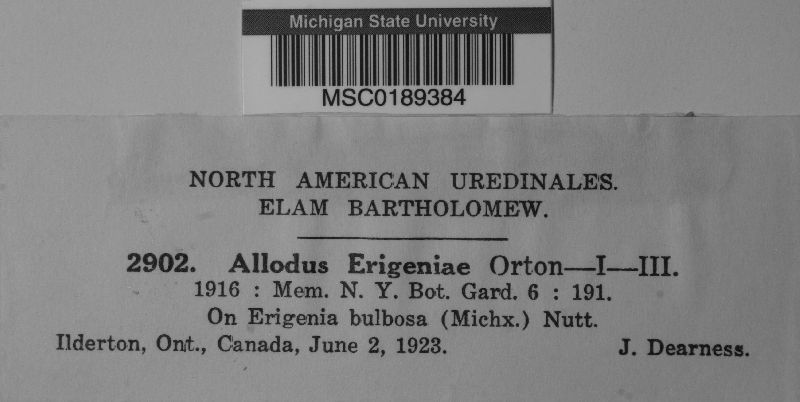 Michigan State University
MSC0189384
NORTH AMERICAN UREDINALES.
ELAM BARTHOLOMEW.
2902. Allodus Erigeniae Orton—I—III.
1916 : Mem. N. Y. Bot. Gard. 6 : 191.
On Erigenia bulbosa (Michx.) Nutt.
Ilderton, Ont., Canada, June 2, 1923. J. Dearness.